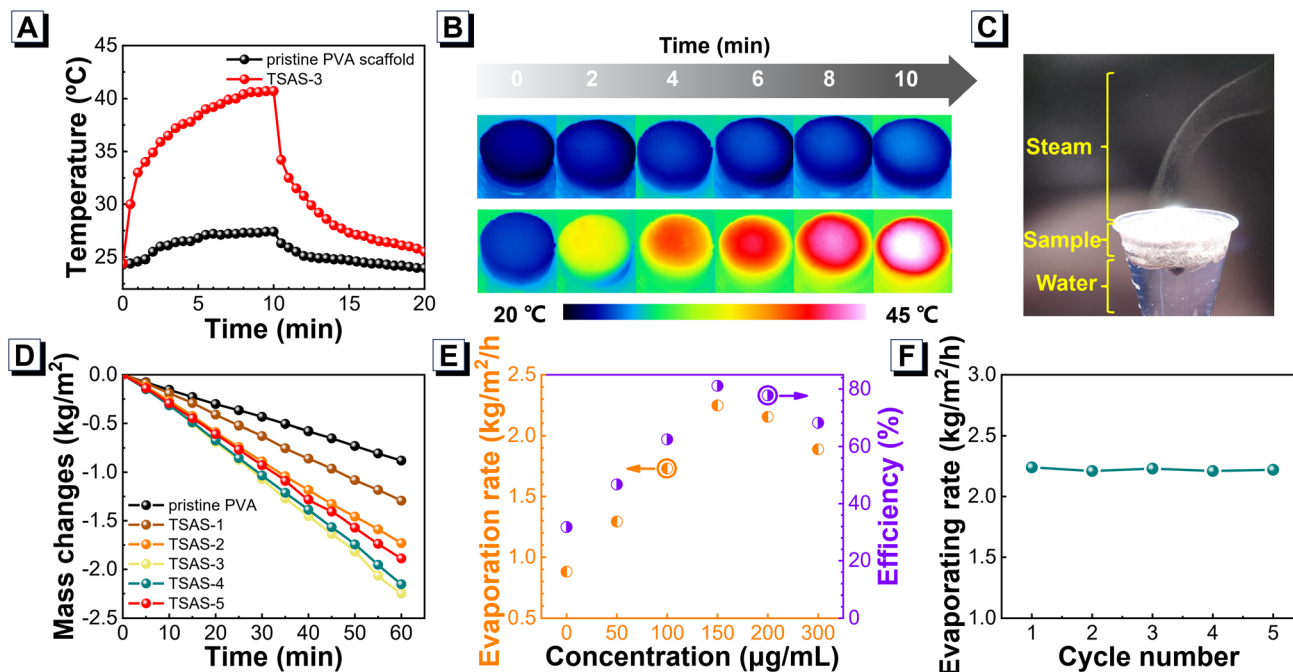 A
Temperature (ºC)
45
40
35
30
25
pristine PVA scaffold
TSAS-3
0 5 10 15 20
Time (min)
B
Time (min)
0 2 4 6 8 10
20 ℃ 45 ℃
C
Steam
Sample
Water
D
Mass changes (kg/m²)
0.0
-0.5
-1.0
-1.5
-2.0
-2.5
pristine PVA
TSAS-1
TSAS-2
TSAS-3
TSAS-4
TSAS-5
0 10 20 30 40 50 60
Time (min)
E
Evaporation rate (kg/m²/h)
2.5
2.0
1.5
1.0
0.5
80
60
40
20
0
Efficiency (%)
0 50 100 150 200 300
Concentration (μg/mL)
F
Evaporating rate (kg/m²/h)
3.0
2.5
2.0
1.5
1.0
1 2 3 4 5
Cycle number